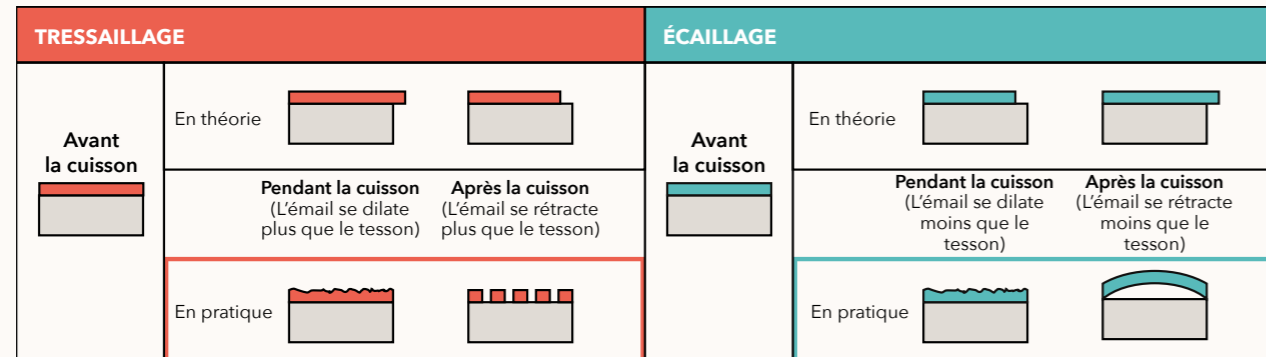 TRESSAILLAGE
Avant
la cuisson
En théorie
Pendant la cuisson
(L’émail se dilate
plus que le tesson)
Après la cuisson
(L’émail se rétracte
plus que le tesson)
En pratique
ÉCAILLAGE
Avant
la cuisson
En théorie
Pendant la cuisson
(L’émail se dilate
moins que le
tesson)
Après la cuisson
(L’émail se rétracte
moins que le
tesson)
En pratique